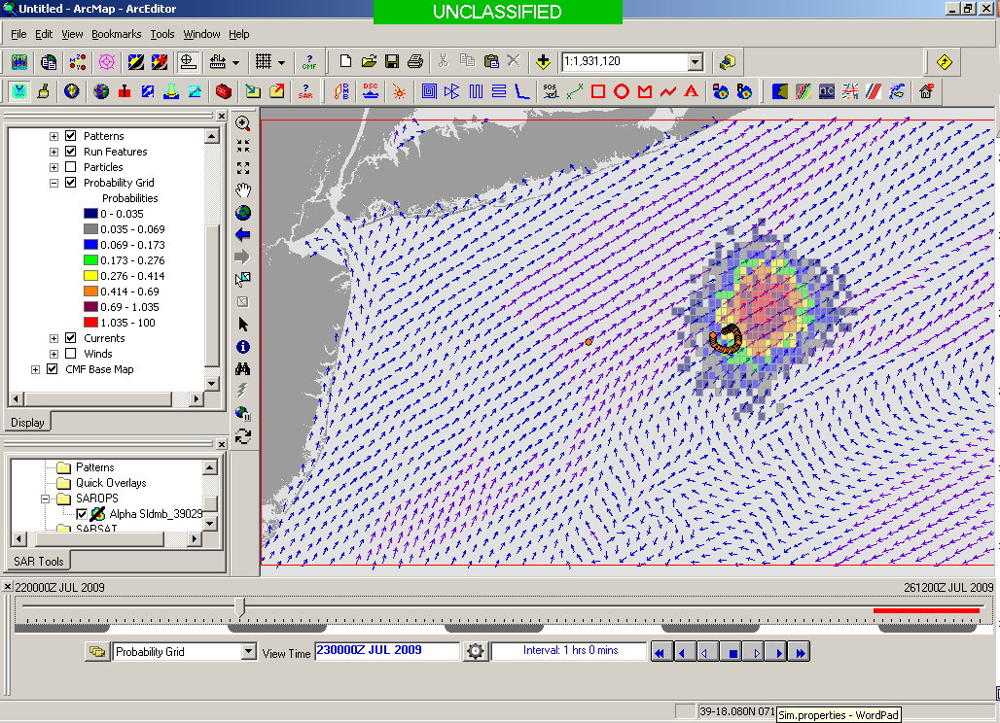 Untitled - ArcMap - ArcEditor
UNCLASSIFIED
File Edit View Bookmarks Tools Window Help
1:1,931,120
Patterns
Run Features
Particles
Probability Grid
Probabilities
0 - 0.035
0.035 - 0.069
0.069 - 0.173
0.173 - 0.276
0.276 - 0.414
0.414 - 0.69
0.69 - 1.035
1.035 - 100
Currents
Winds
CMF Base Map
Display
Patterns
Quick Overlays
SAROPS
Alpha Sldmb_39029
SARSAT
SAR Tools
220000Z JUL 2009 261200Z JUL 2009
Probability Grid View Time 230000Z JUL 2009 Interval: 1 hrs 0 mins
39-18.080N 071
Sim.properties - WordPad